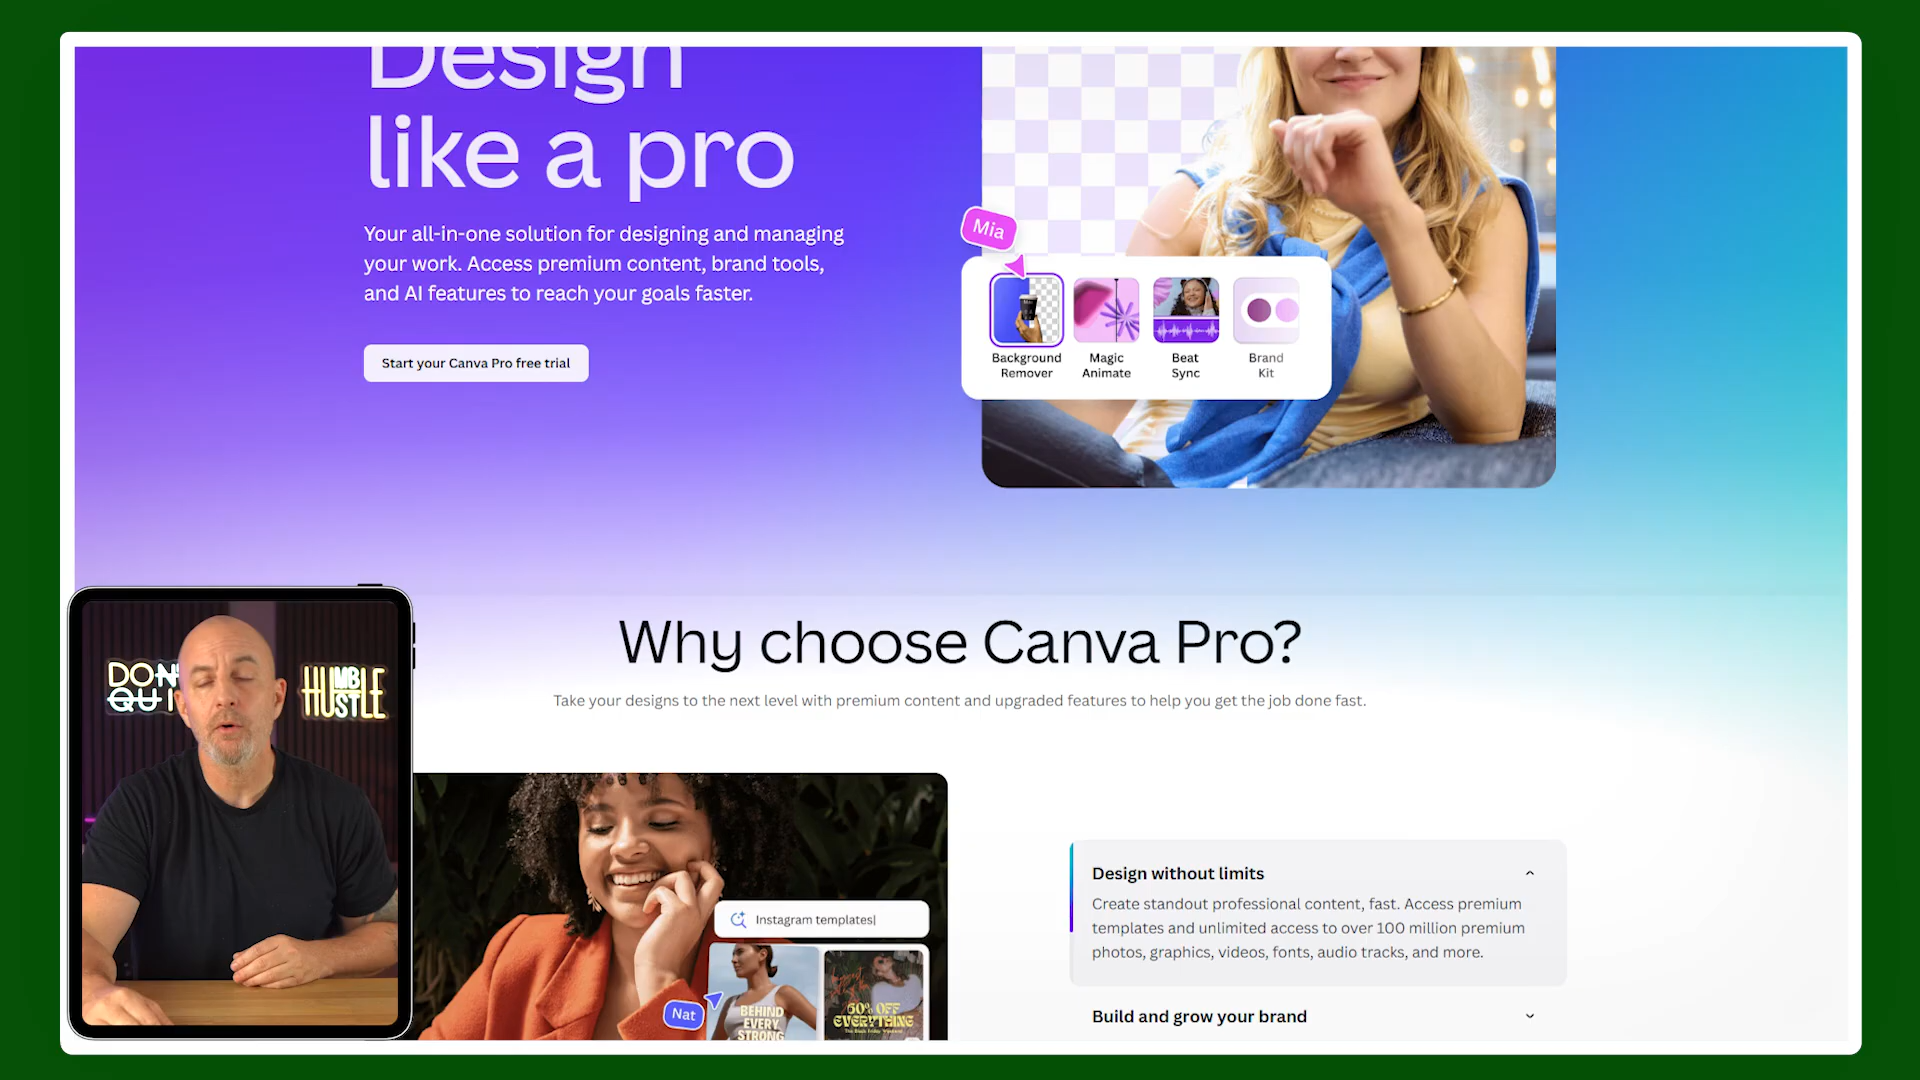 Design
like a pro
Your all-in-one solution for designing and managing
your work. Access premium content, brand tools,
and AI features to reach your goals faster.
Start your Canva Pro free trial
Mia
Background
Remover
Magic
Animate
Beat
Sync
Brand
Kit
Why choose Canva Pro?
Take your designs to the next level with premium content and upgraded features to help you get the job done fast.
DON'
QUI
HUMBLE
HUSTLE
Instagram templates
Nat
BEHIND
EVERY
STRONG
60% OFF
EVERYTHING
Design without limits
Create standout professional content, fast. Access premium
templates and unlimited access to over 100 million premium
photos, graphics, videos, fonts, audio tracks, and more.
Build and grow your brand